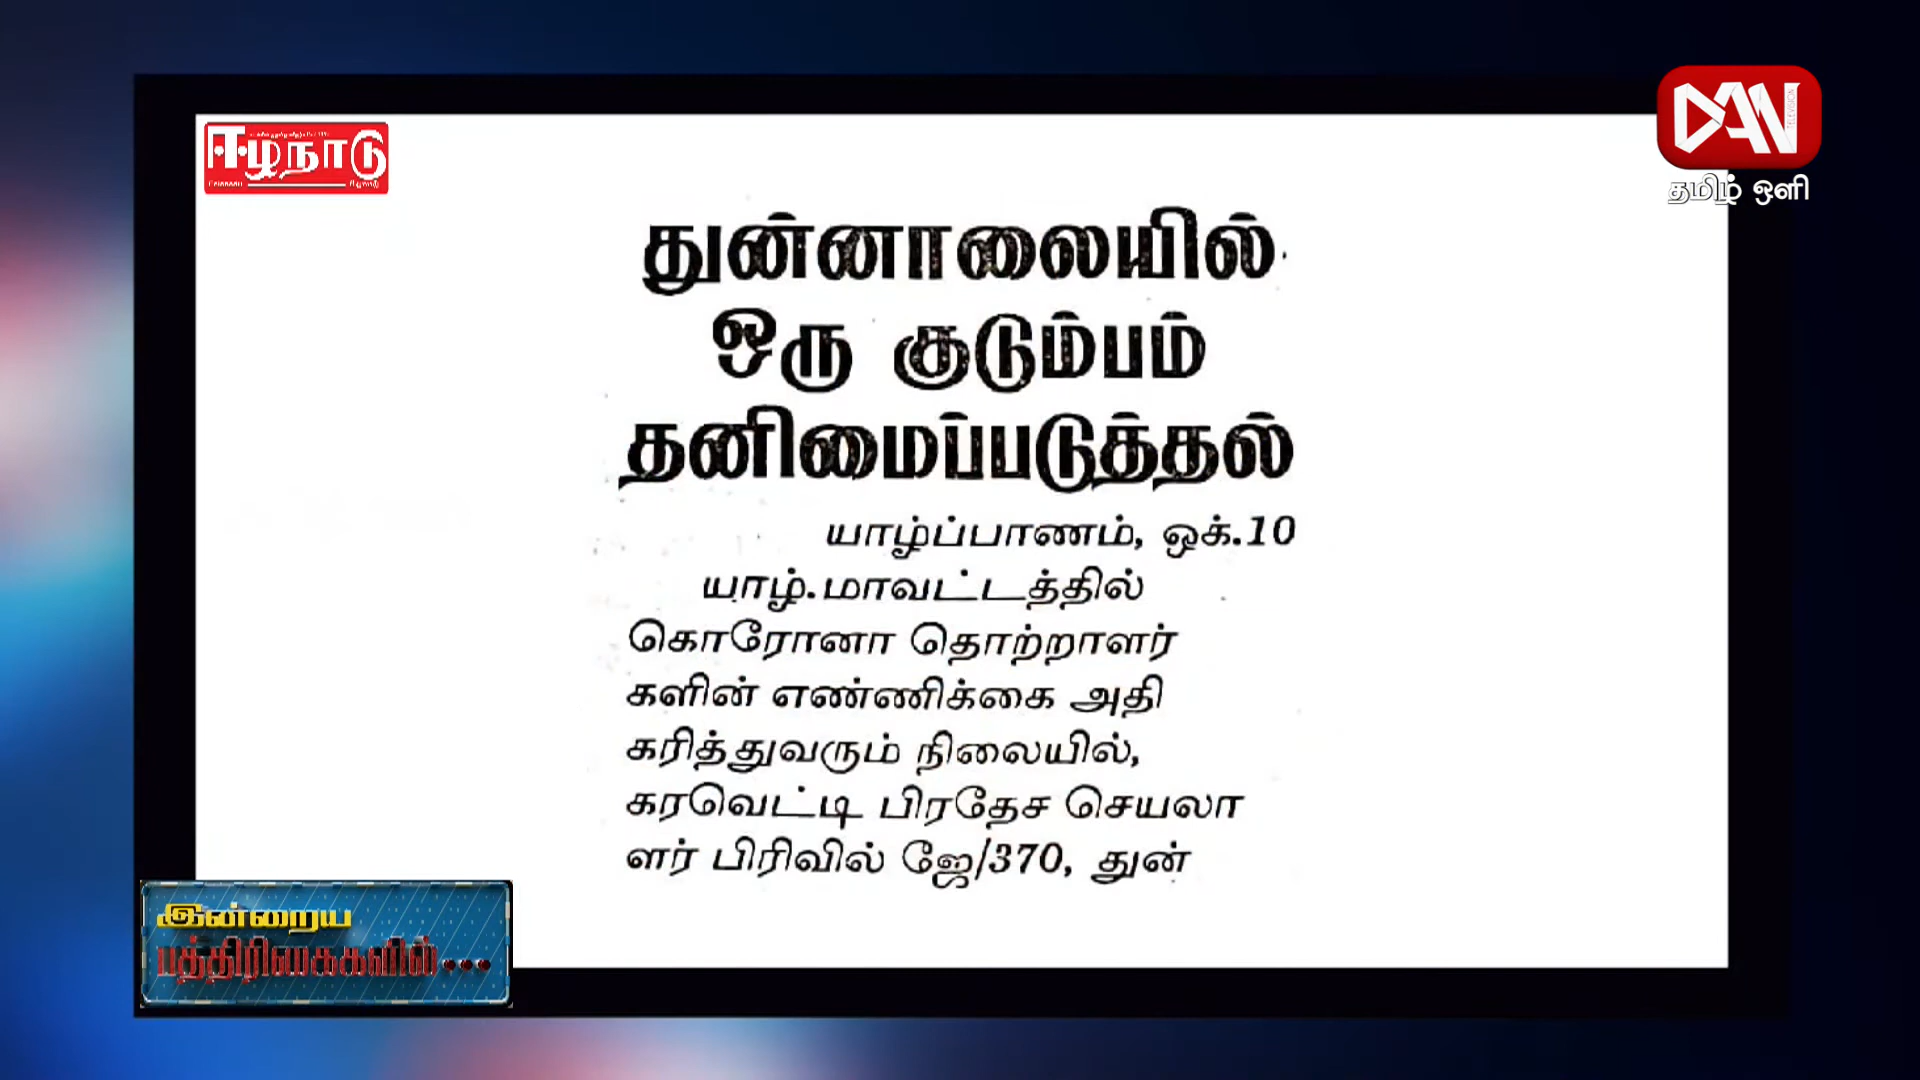 ஈழநாடு
DAN
TELEVISION
தமிழ் ஒளி
துன்னாலையில்
ஒரு குடும்பம்
தனிமைப்படுத்தல்
யாழ்ப்பாணம், ஒக்.10
யாழ்.மாவட்டத்தில்
கொரோனா தொற்றாளர்
களின் எண்ணிக்கை அதி
கரித்துவரும் நிலையில்,
கரவெட்டி பிரதேச செயலா
ளர் பிரிவில் ஜே/370, துன்
இன்றைய
பத்திரிகைகளில்...